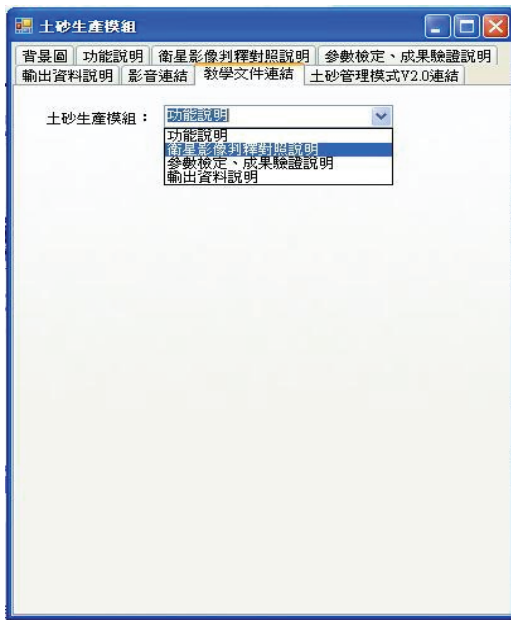 土砂生產模組
背景圖 功能說明 衛星影像判釋對照說明 參數檢定、成果驗證說明
輸出資料說明 影音連結 教學文件連結 土砂管理模式V2.0連結
土砂生產模組： 功能說明
功能說明
衛星影像判釋對照說明
參數檢定、成果驗證說明
輸出資料說明